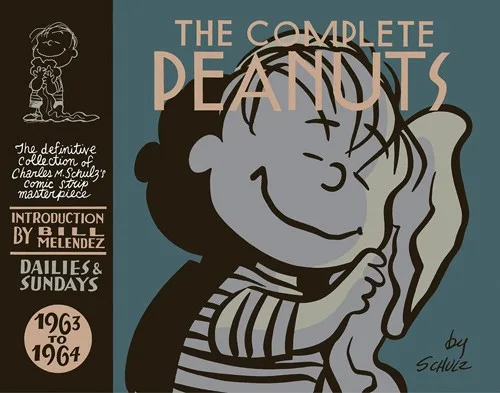 THE COMPLETE
PEANUTS
The definitive
collection of
Charles M. Schulz's
comic strip
masterpiece
INTRODUCTION
BY BILL
MELENDEZ
DAILIES &
SUNDAYS
1963
TO
1964
by
SCHULZ